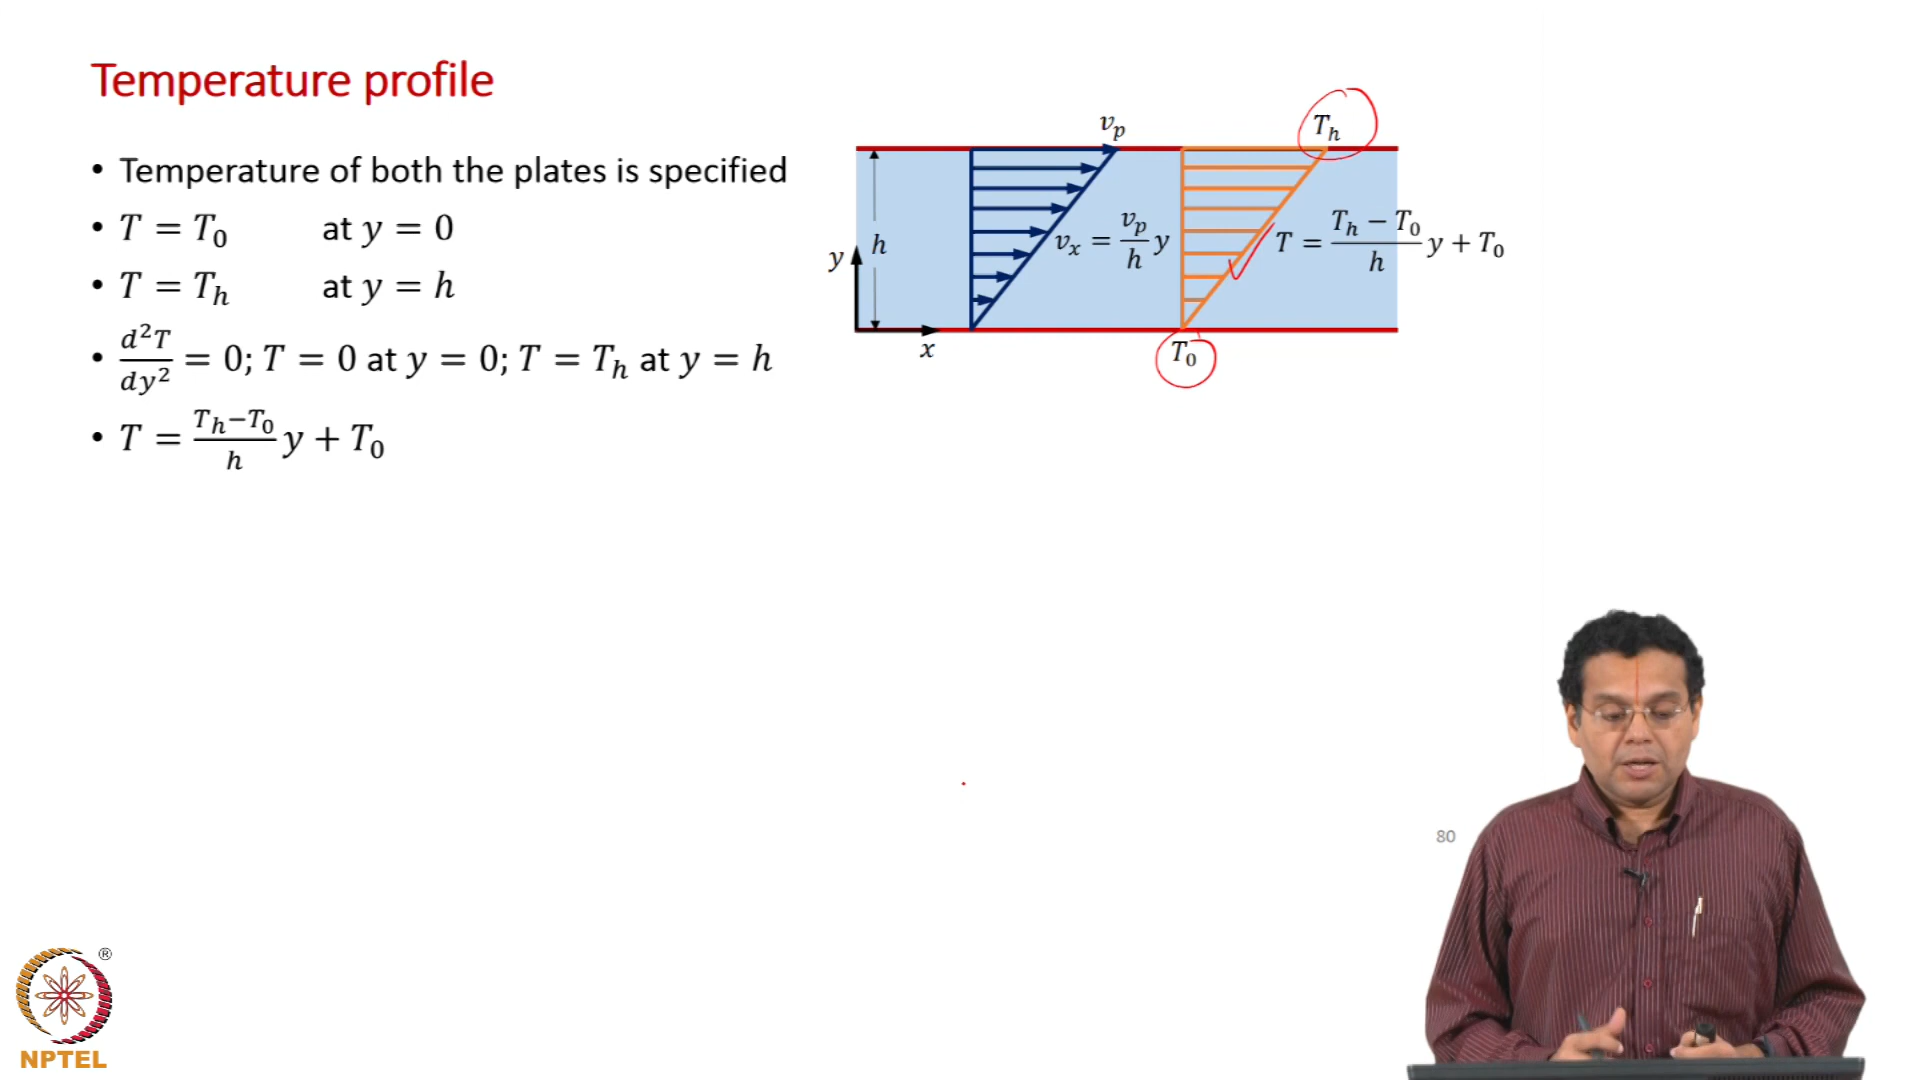 Temperature profile
• Temperature of both the plates is specified
• T = T₀ at y = 0
• T = Tₕ at y = h
• d²T/dy² = 0; T = 0 at y = 0; T = Tₕ at y = h
• T = (Tₕ−T₀)/h y + T₀
vₚ
Tₕ
h
y
vₓ = vₚ/h y
T = (Tₕ − T₀)/h y + T₀
x
T₀
80
®
NPTEL